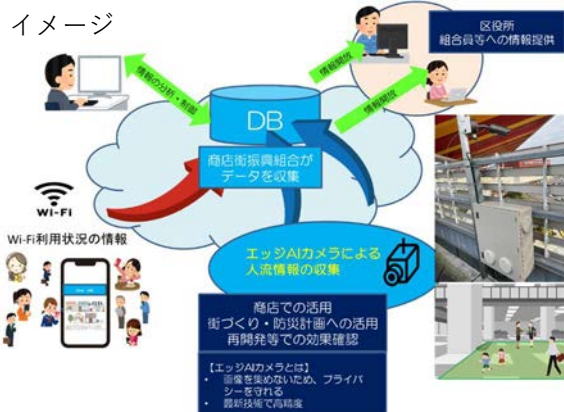 イメージ
区役所
組合員等への情報提供
情報の分析・制御
情報開放
情報開放
DB
商店街振興組合が
データを収集
Wi-Fi
Wi-Fi利用状況の情報
エッジAIカメラによる
人流情報の収集
商店での活用
街づくり・防災計画への活用
再開発等での効果確認
【エッジAIカメラとは】
• 画像を集めないため、プライバ
シーを守れる
• 最新技術で高精度